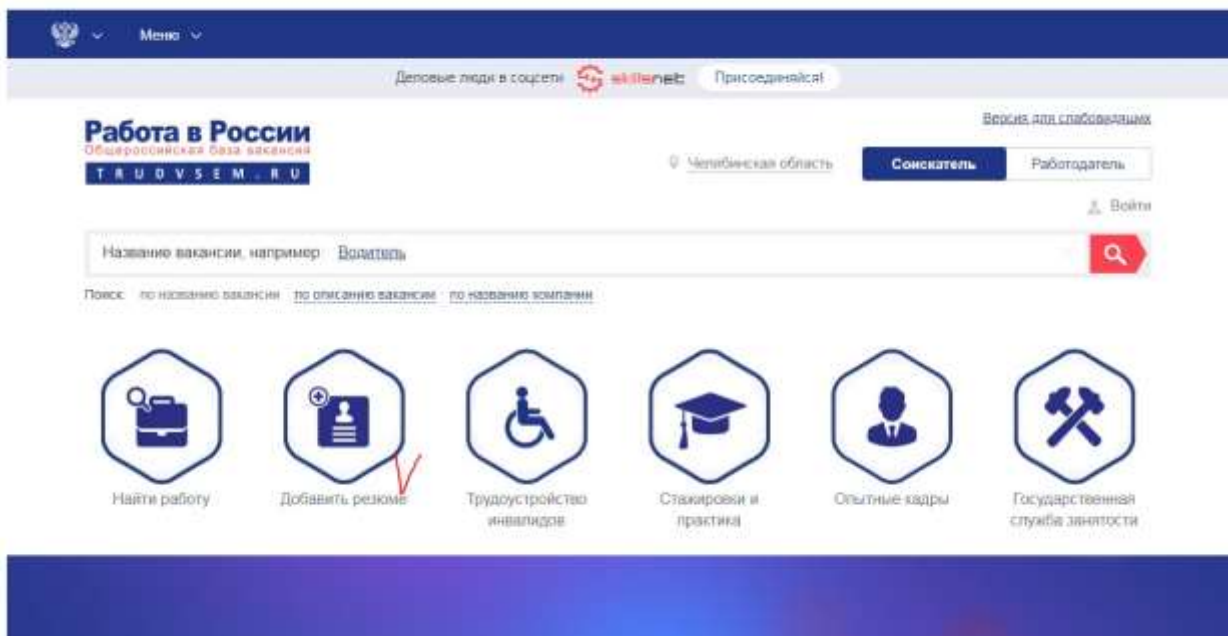 Меню
Деловые люди в соцсети skillsnet Присоединяйся!
Версия для слабовидящих
Работа в России
Общероссийская база вакансий
TRUDVSEM.RU
Челябинская область
Соискатель Работодатель
Войти
Название вакансии, например Водитель
Поиск по названию вакансии по описанию вакансии по названию компании
Найти работу
Добавить резюме
Трудоустройство
инвалидов
Стажировки и
практика
Опытные кадры
Государственная
служба занятости